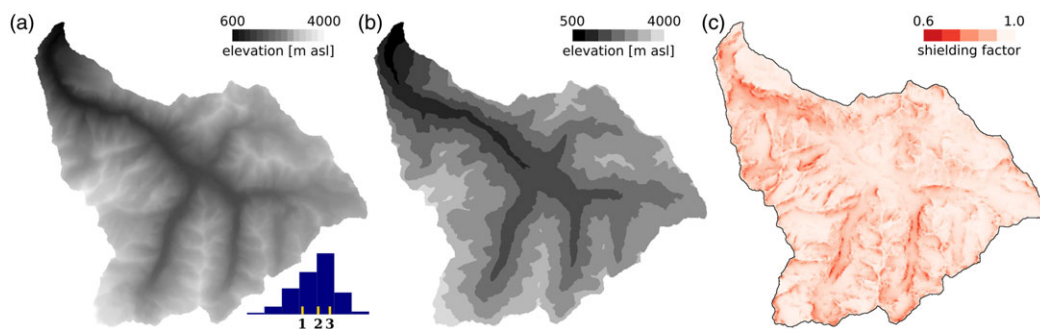 (a)
600 4000
elevation [m asl]
1 2 3
(b)
500 4000
elevation [m asl]
(c)
0.6 1.0
shielding factor